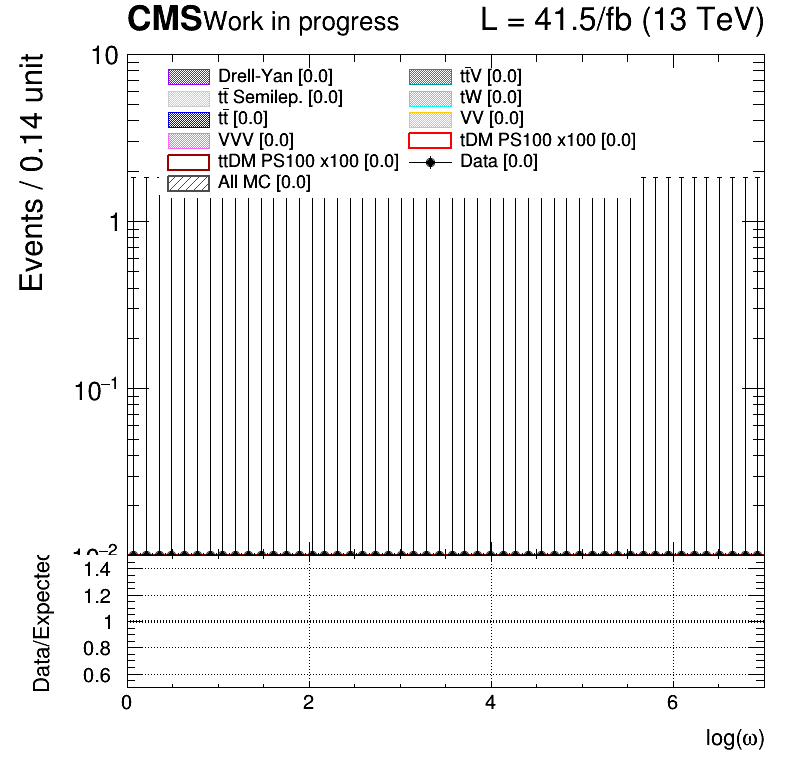 CMS Work in progress L = 41.5/fb (13 TeV)
Events / 0.14 unit
10
1
10⁻¹
10⁻²
Drell-Yan [0.0] tt̄V [0.0]
tt̄ Semilep. [0.0] tW [0.0]
tt̄ [0.0] VV [0.0]
VVV [0.0] tDM PS100 x100 [0.0]
ttDM PS100 x100 [0.0] Data [0.0]
All MC [0.0]
Data/Expected
1.4
1.2
1
0.8
0.6
0 2 4 6
log(ω)